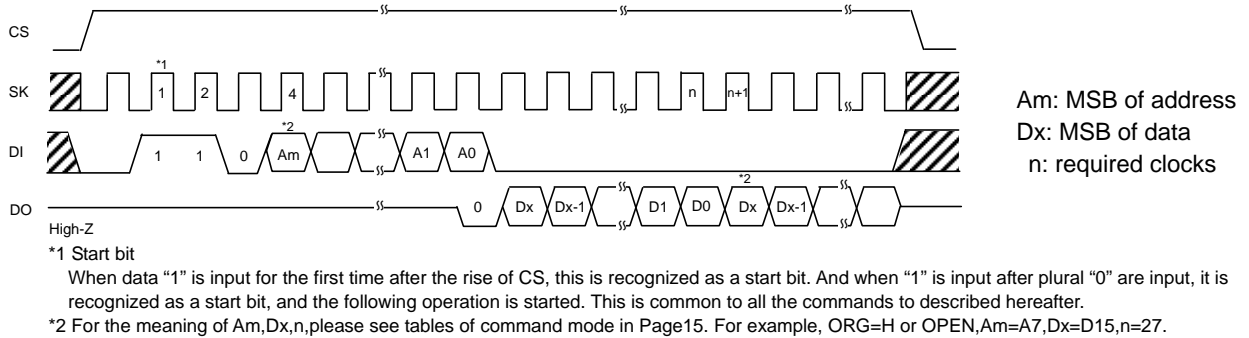 CS
*1
SK 1 2 4 n n+1
*2
DI 1 1 0 Am A1 A0
*2
DO 0 Dx Dx-1 D1 D0 Dx Dx-1
High-Z
Am: MSB of address
Dx: MSB of data
n: required clocks
*1 Start bit
When data “1” is input for the first time after the rise of CS, this is recognized as a start bit. And when “1” is input after plural “0” are input, it is
recognized as a start bit, and the following operation is started. This is common to all the commands to described hereafter.
*2 For the meaning of Am,Dx,n,please see tables of command mode in Page15. For example, ORG=H or OPEN,Am=A7,Dx=D15,n=27.